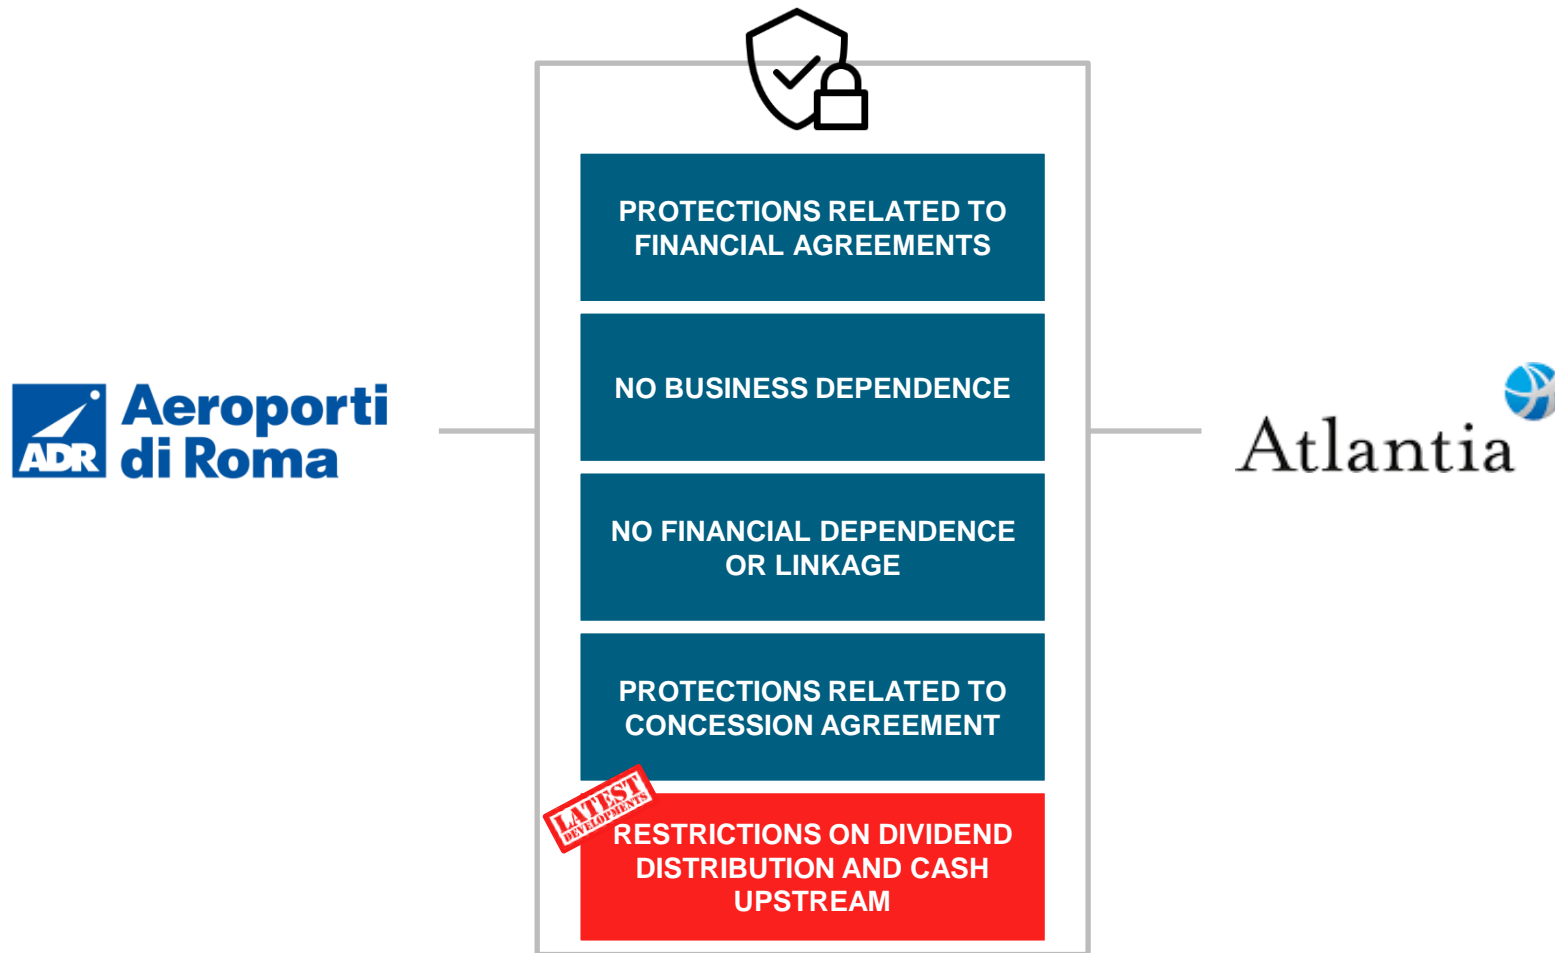 PROTECTIONS RELATED TO
FINANCIAL AGREEMENTS
NO BUSINESS DEPENDENCE
ADR
Aeroporti
di Roma
Atlantia
NO FINANCIAL DEPENDENCE
OR LINKAGE
PROTECTIONS RELATED TO
CONCESSION AGREEMENT
LATEST
DEVELOPMENTS
RESTRICTIONS ON DIVIDEND
DISTRIBUTION AND CASH
UPSTREAM